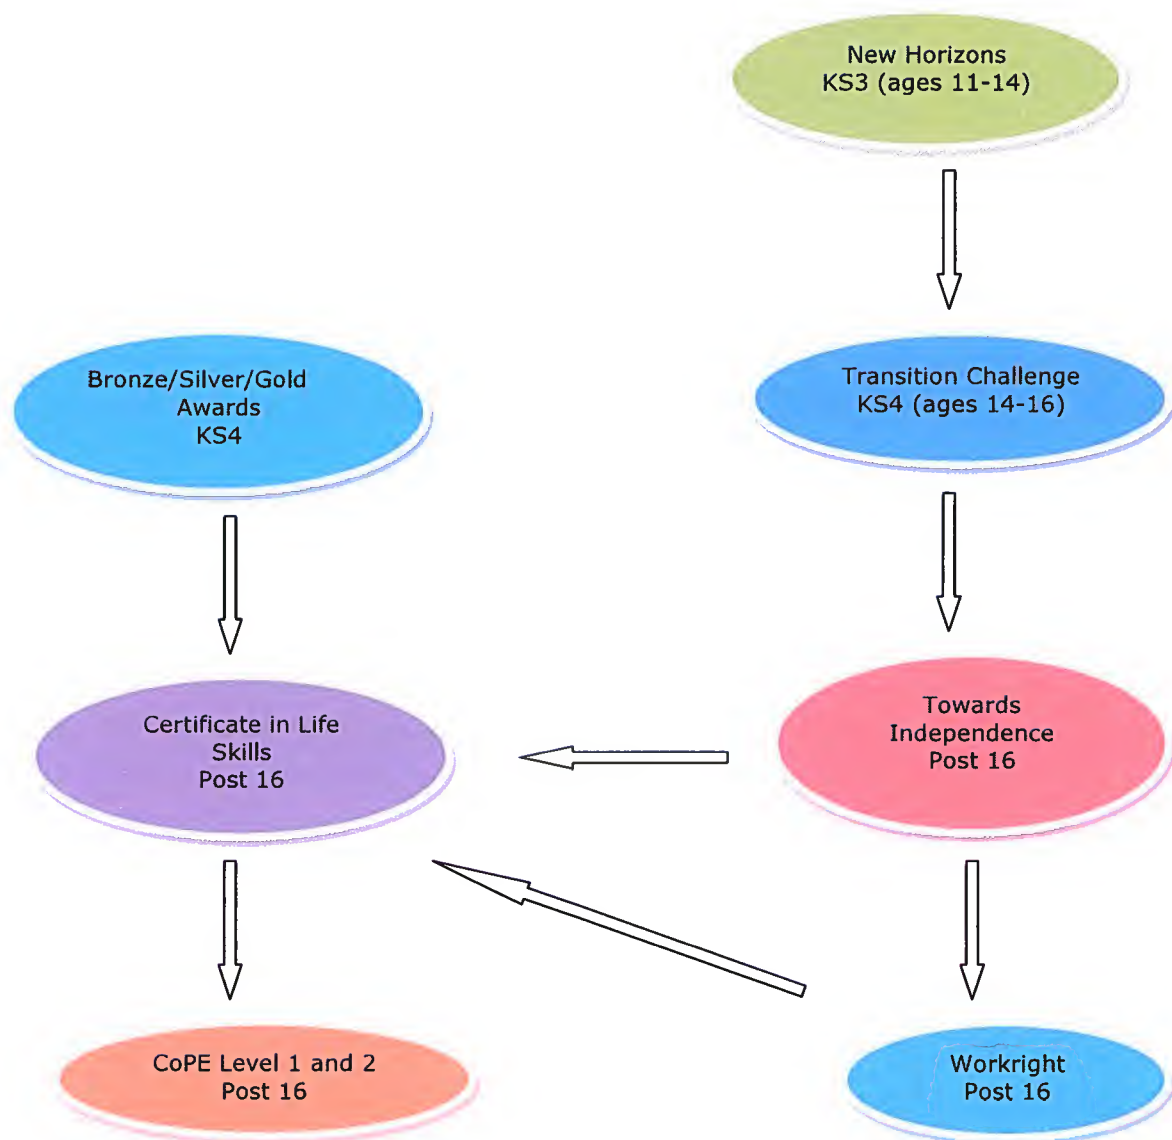 New Horizons
KS3 (ages 11-14)
Bronze/Silver/Gold
Awards
KS4
Transition Challenge
KS4 (ages 14-16)
Certificate in Life
Skills
Post 16
Towards
Independence
Post 16
CoPE Level 1 and 2
Post 16
Workright
Post 16